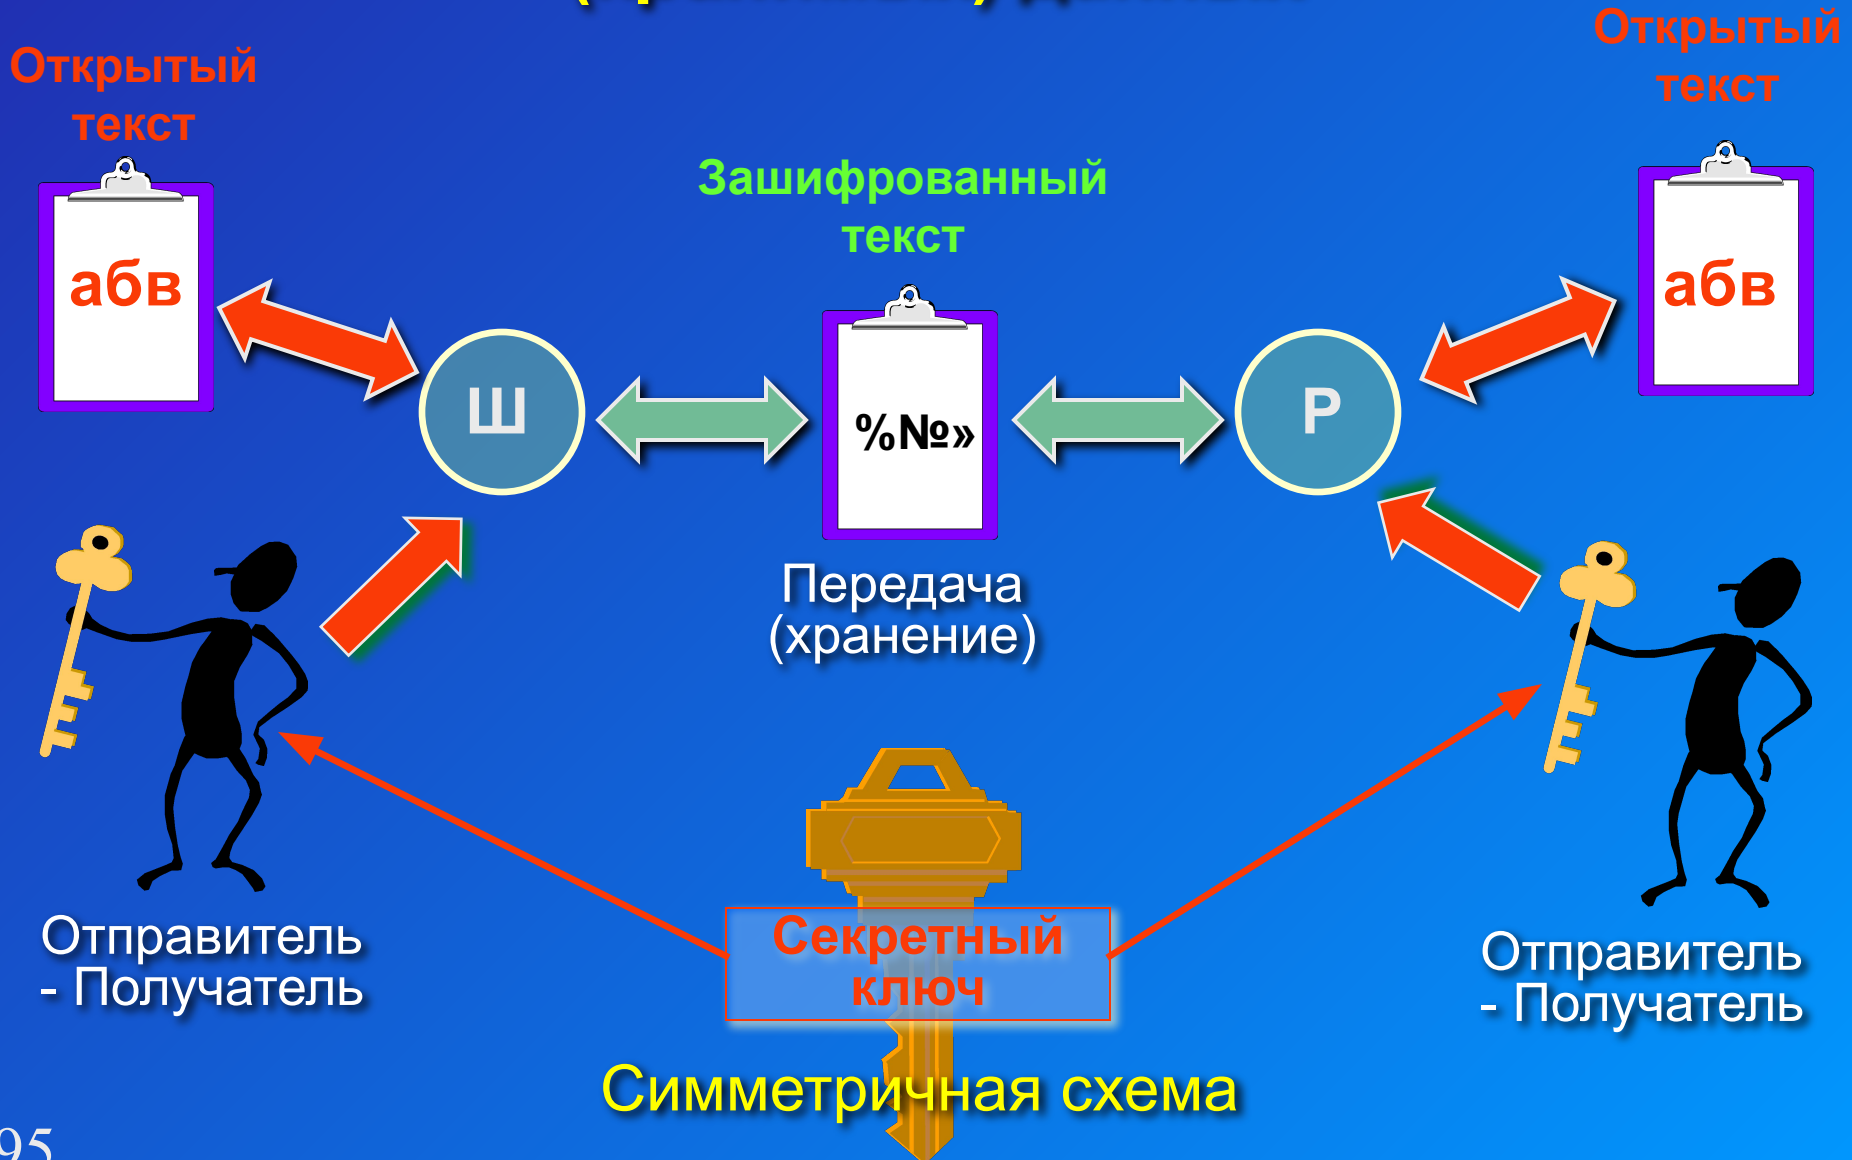 Открытый
текст
Открытый
текст
Зашифрованный
текст
абв
абв
Ш
%№»
Р
Передача
(хранение)
Отправитель
- Получатель
Секретный
ключ
Отправитель
- Получатель
Симметричная схема
95